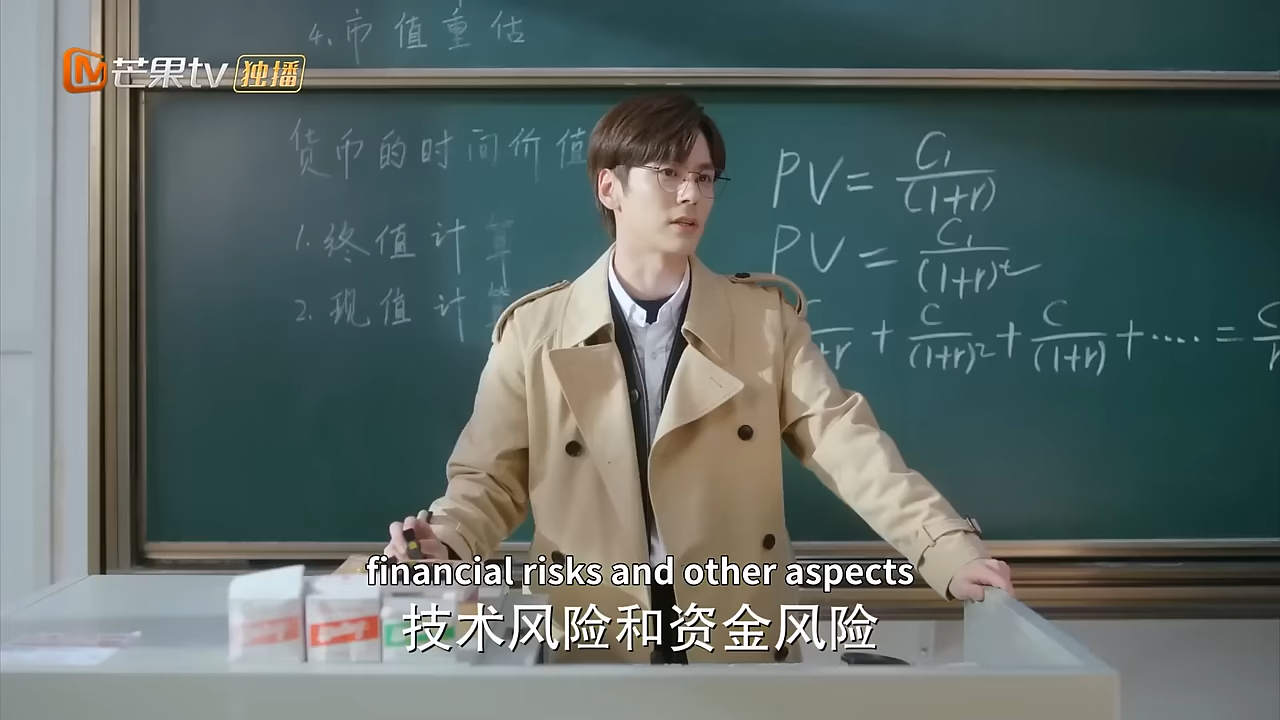 4.市值重估
芒果tv 独播
货币的时间价值
1.终值计算
2.现值计算
PV = C₁/(1+r)
PV = C₁/(1+r)ᵗ
C/1+r + C/(1+r)² + C/(1+r) + .... = C/r
financial risks and other aspects
技术风险和资金风险